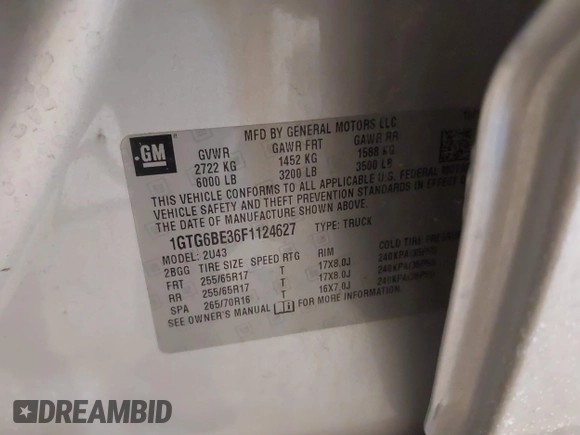 MFD BY GENERAL MOTORS LLC
GM
GVWR GAWR FRT GAWR RR
2722 KG 1452 KG 1588 KG
6000 LB 3200 LB 3500 LB
THIS VEHICLE CONFORMS TO ALL APPLICABLE U.S. FEDERAL
VEHICLE SAFETY AND THEFT PREVENTION STANDARDS IN EFFECT
THE DATE OF MANUFACTURE SHOWN ABOVE.
1GTG6BE36F1124627 TYPE: TRUCK
MODEL: 2U43
2BGG TIRE SIZE SPEED RTG RIM COLD TIRE
FRT 255/65R17 T 17X8.0J
RR 255/65R17 T 17X8.0J
SPA 265/70R16 T 16X7.0J
SEE OWNER'S MANUAL FOR MORE INFORMATION.
DREAMBID